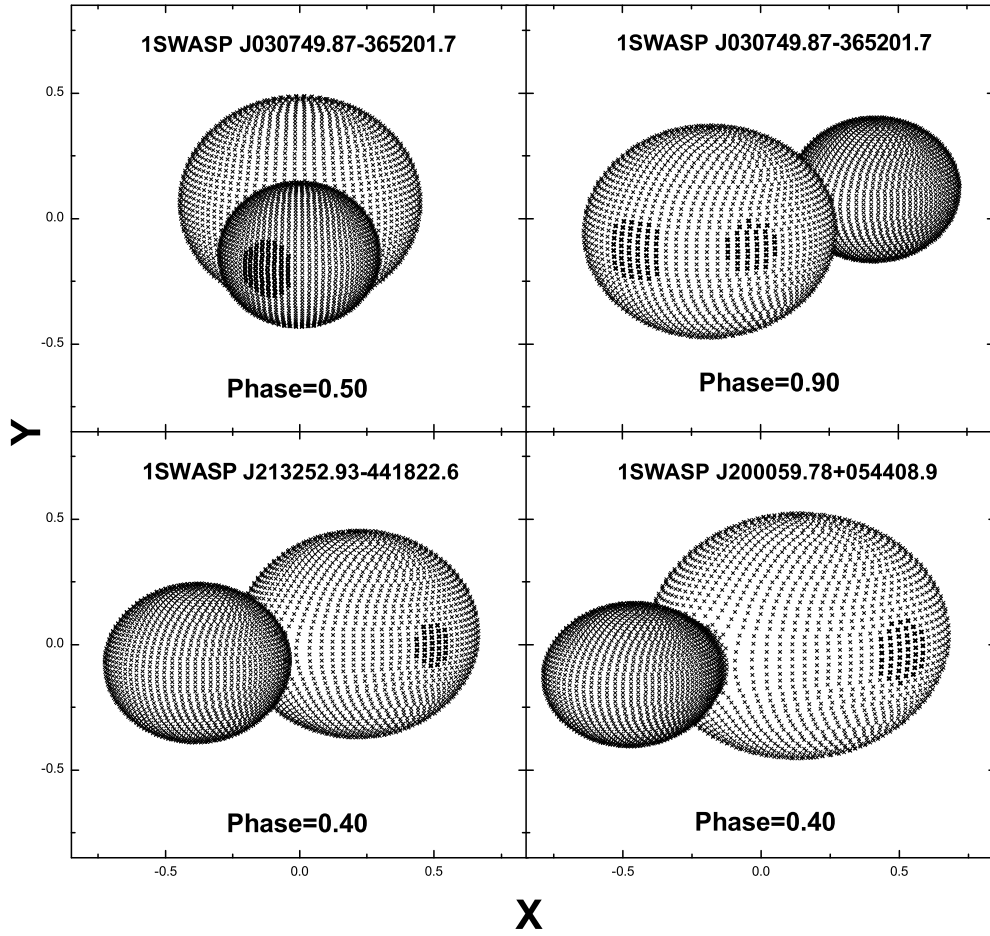 1SWASP J030749.87-365201.7
1SWASP J030749.87-365201.7
0.5
0.0
-0.5
Phase=0.50
Phase=0.90
Y
1SWASP J213252.93-441822.6
1SWASP J200059.78+054408.9
0.5
0.0
-0.5
Phase=0.40
Phase=0.40
-0.5 0.0 0.5 -0.5 0.0 0.5
X